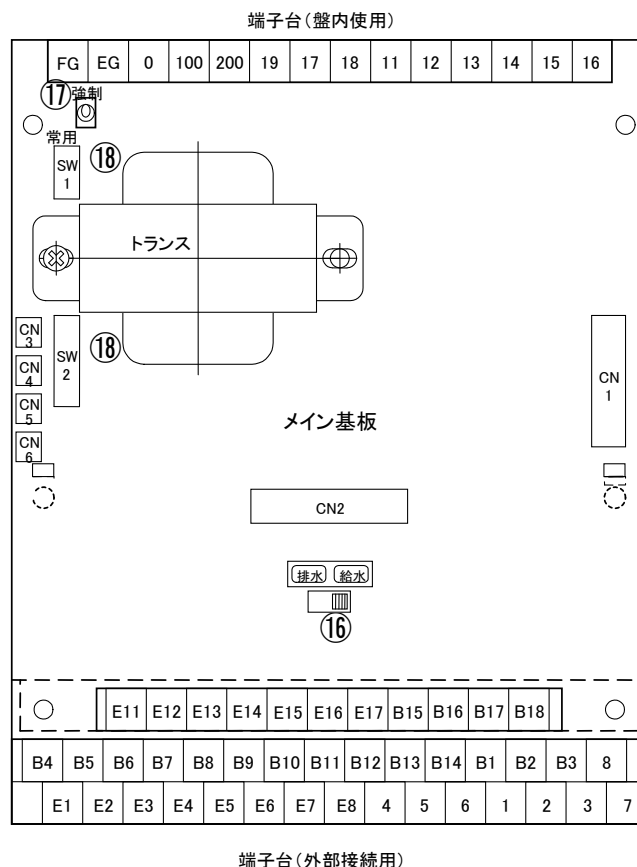 端子台(盤内使用)
FG EG 0 100 200 19 17 18 11 12 13 14 15 16
⑰ 強制
常用 ⑱
SW
1
トランス
CN
3
SW
2
⑱
CN
4
CN
5
CN
6
CN
1
メイン基板
CN2
排水 給水
⑯
E11 E12 E13 E14 E15 E16 E17 B15 B16 B17 B18
B4 B5 B6 B7 B8 B9 B10 B11 B12 B13 B14 B1 B2 B3 8
E1 E2 E3 E4 E5 E6 E7 E8 4 5 6 1 2 3 7
端子台(外部接続用)